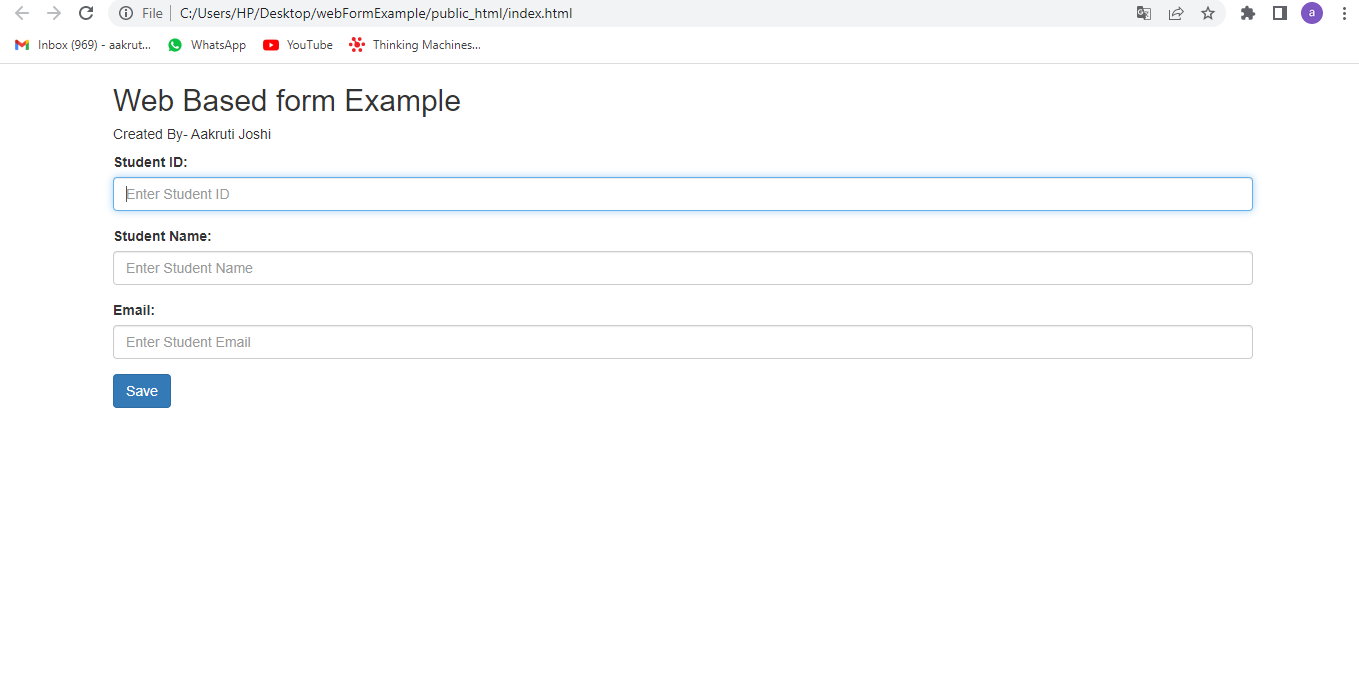 File C:/Users/HP/Desktop/webFormExample/public_html/index.html a
Inbox (969) - aakrut... WhatsApp YouTube Thinking Machines...
Web Based form Example
Created By- Aakruti Joshi
Student ID:
Enter Student ID
Student Name:
Enter Student Name
Email:
Enter Student Email
Save